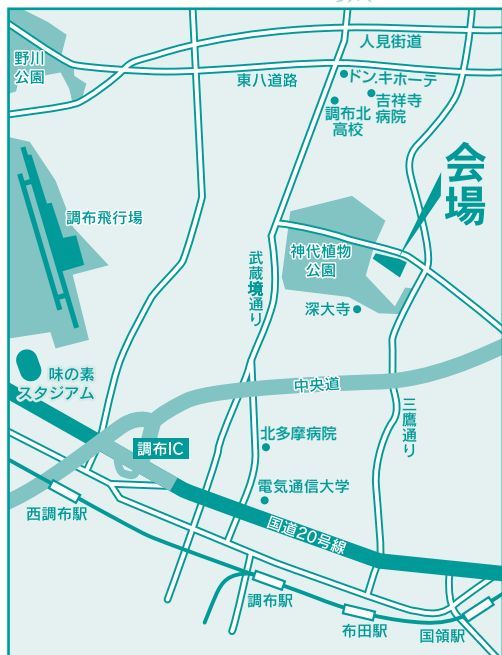 人見街道
野川
公園
東八道路
ドン.キホーテ
吉祥寺
病院
調布北
高校
会場
調布飛行場
神代植物
公園
武蔵境通り
深大寺
味の素
スタジアム
中央道
三鷹通り
北多摩病院
調布IC
電気通信大学
西調布駅
国道20号線
調布駅
布田駅
国領駅